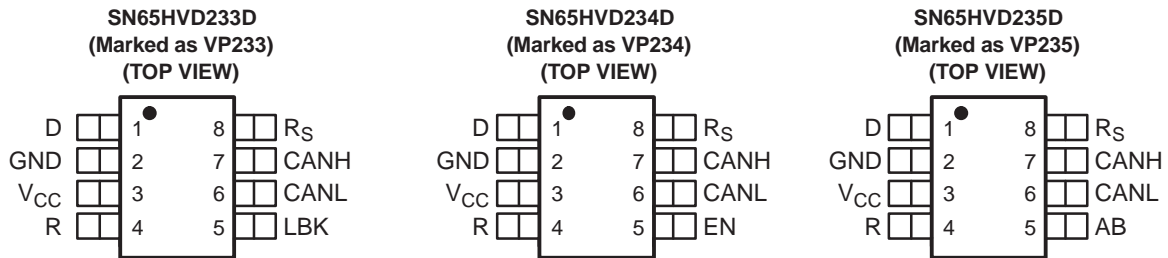 SN65HVD233D
(Marked as VP233)
(TOP VIEW)
D 1 8 RS
GND 2 7 CANH
VCC 3 6 CANL
R 4 5 LBK
SN65HVD234D
(Marked as VP234)
(TOP VIEW)
D 1 8 RS
GND 2 7 CANH
VCC 3 6 CANL
R 4 5 EN
SN65HVD235D
(Marked as VP235)
(TOP VIEW)
D 1 8 RS
GND 2 7 CANH
VCC 3 6 CANL
R 4 5 AB